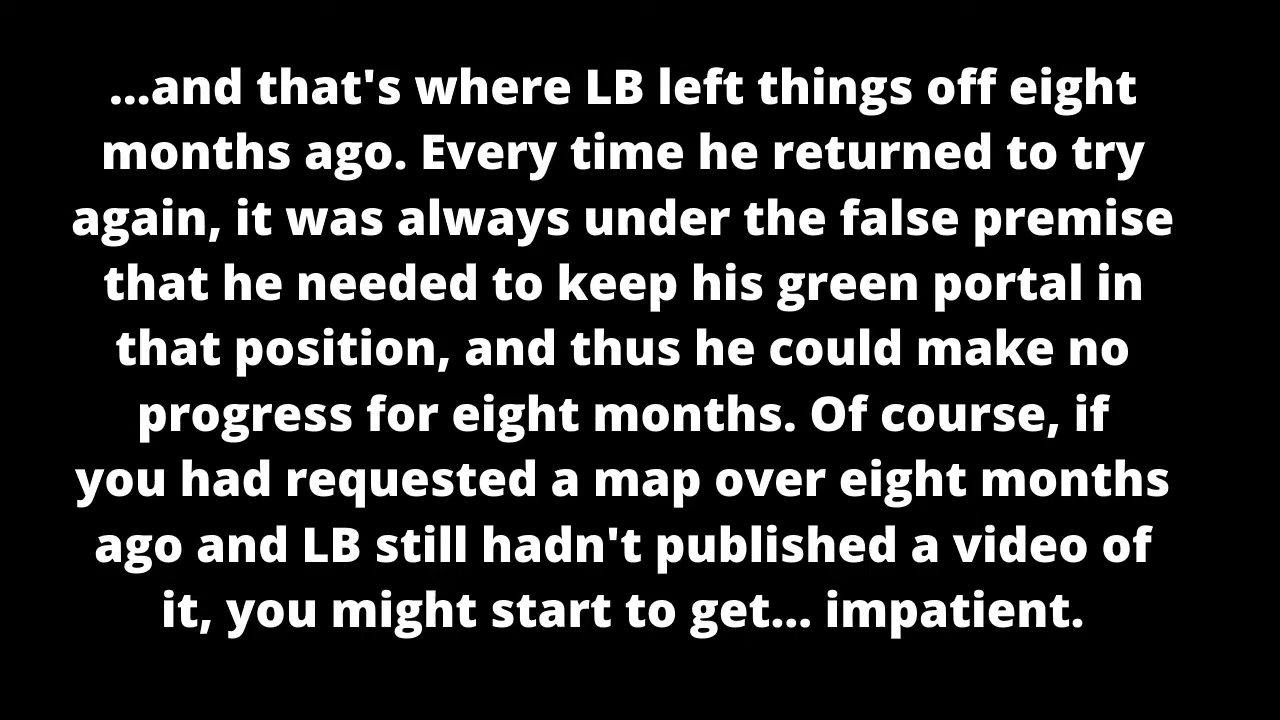 ...and that's where LB left things off eight
months ago. Every time he returned to try
again, it was always under the false premise
that he needed to keep his green portal in
that position, and thus he could make no
progress for eight months. Of course, if
you had requested a map over eight months
ago and LB still hadn't published a video of
it, you might start to get... impatient.